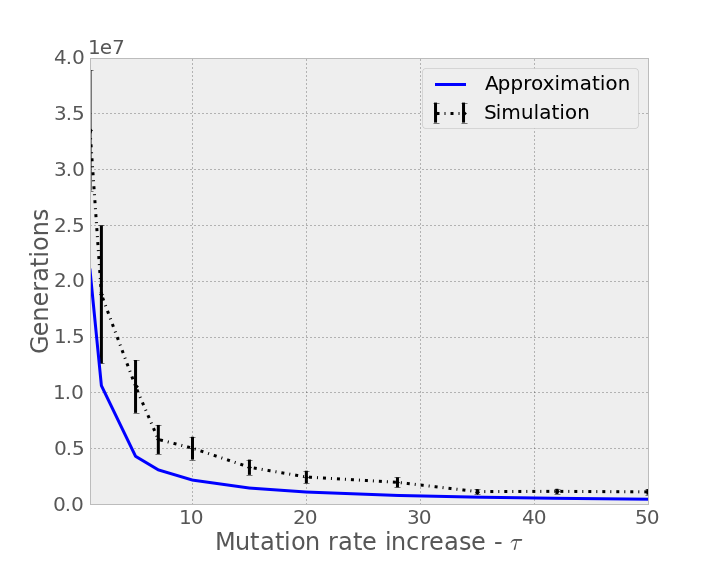 1e7
4.0
3.5
3.0
2.5
2.0
1.5
1.0
0.5
0.0
Generations
Approximation
Simulation
10 20 30 40 50
Mutation rate increase - τ